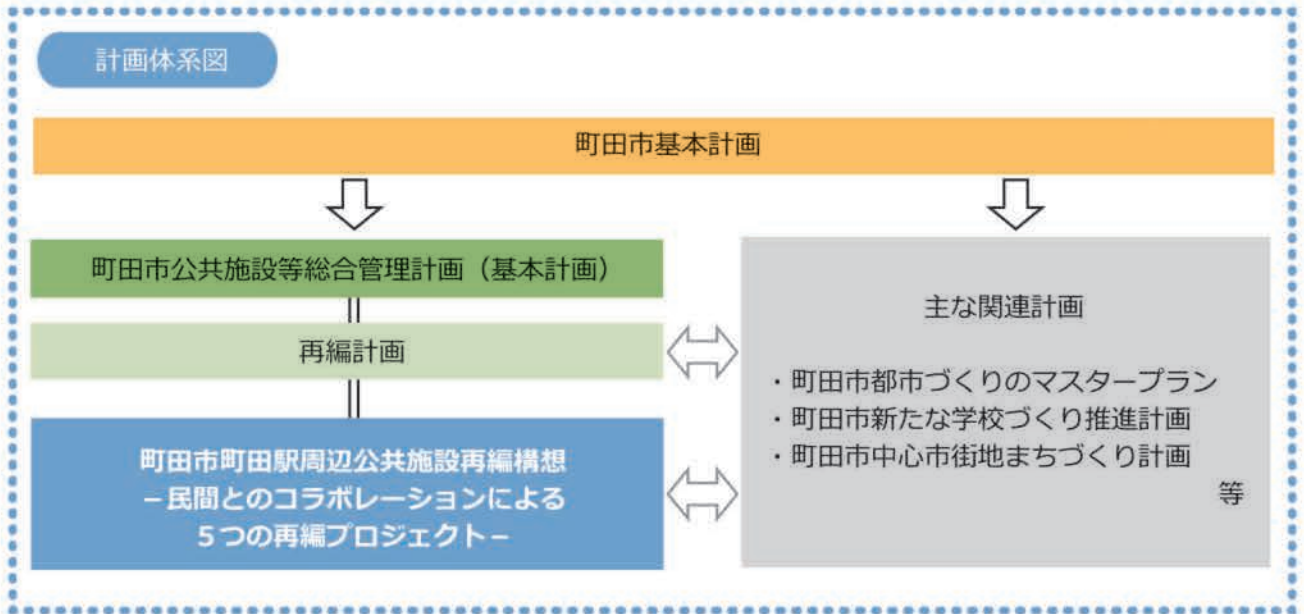 計画体系図
町田市基本計画
町田市公共施設等総合管理計画（基本計画）
再編計画
町田市町田駅周辺公共施設再編構想
－民間とのコラボレーションによる
５つの再編プロジェクト－
主な関連計画
・町田市都市づくりのマスタープラン
・町田市新たな学校づくり推進計画
・町田市中心市街地まちづくり計画
等